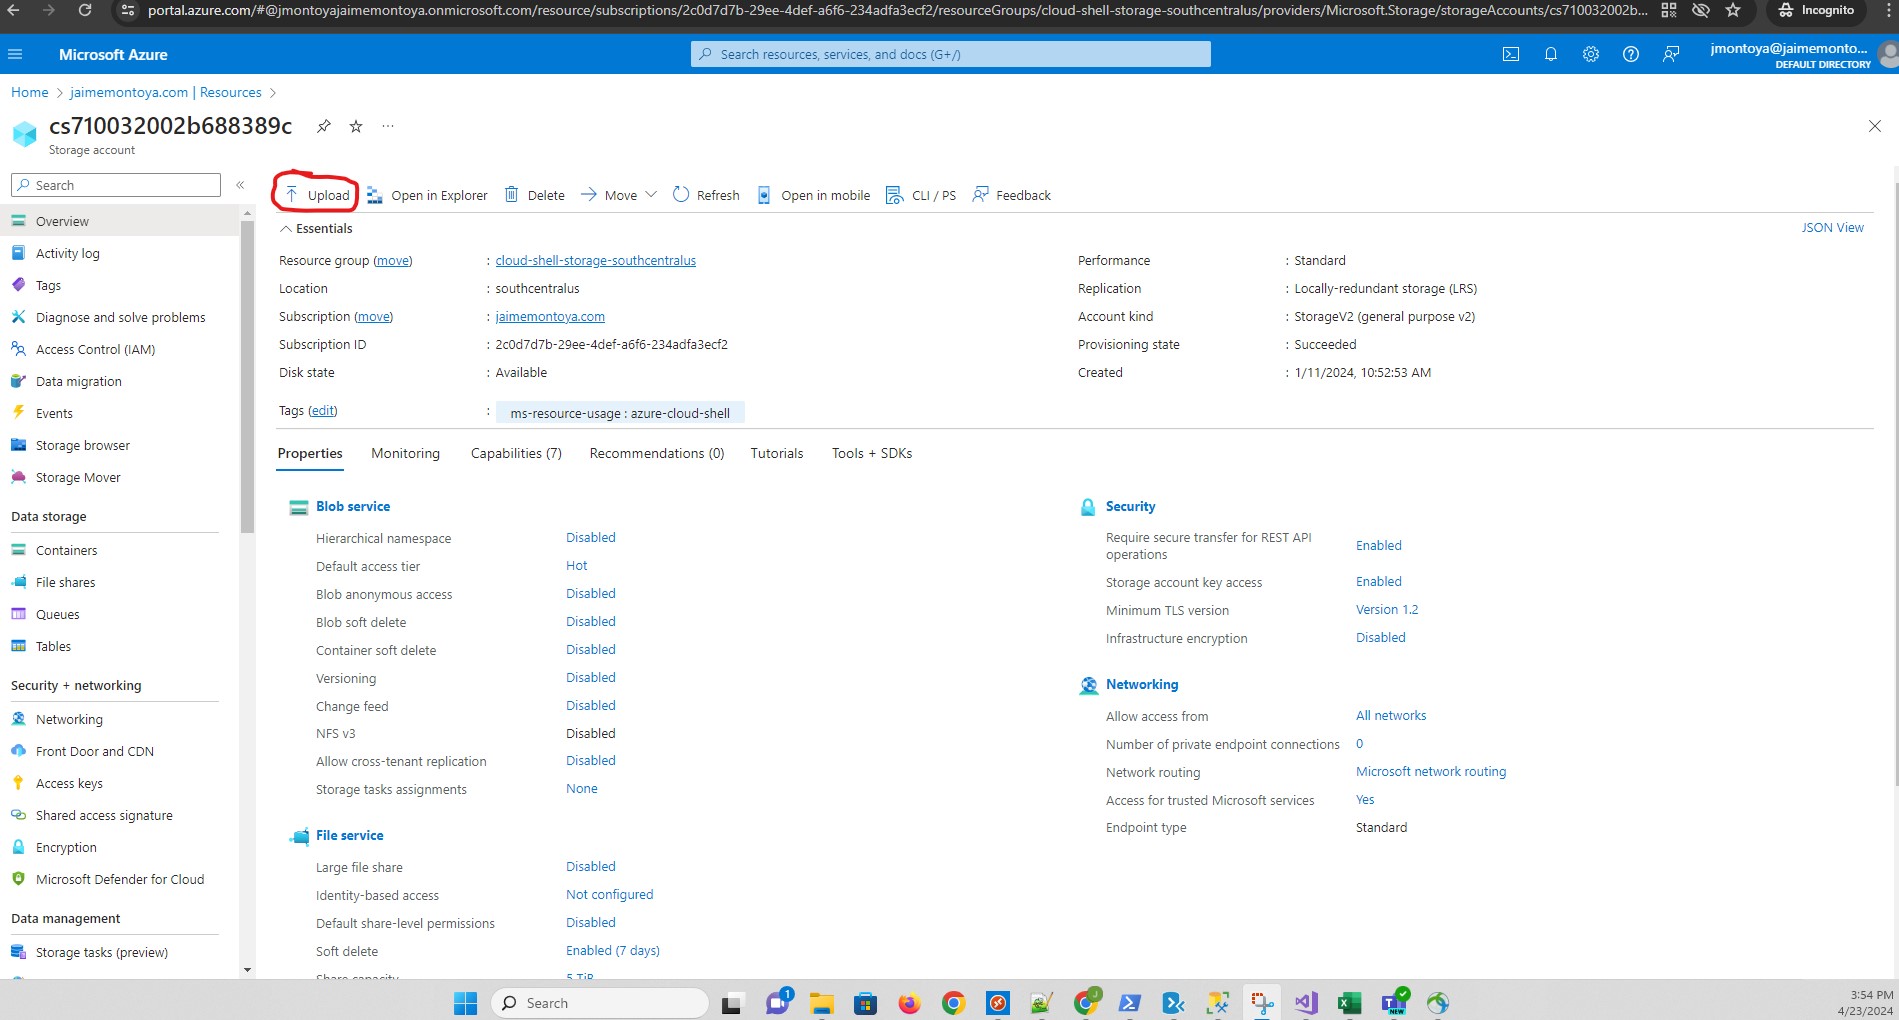 portal.azure.com/#@jmontoyajaimemontoya.onmicrosoft.com/resource/subscriptions/2c0d7d7b-29ee-4def-a6f6-234adfa3ecf2/resourceGroups/cloud-shell-storage-southcentralus/providers/Microsoft.Storage/storageAccounts/cs710032002b...
Incognito
Microsoft Azure
Search resources, services, and docs (G+/)
jmontoya@jaimemonto...
DEFAULT DIRECTORY
Home > jaimemontoya.com | Resources >
cs710032002b688389c
Storage account
Search
Upload
Open in Explorer
Delete
Move
Refresh
Open in mobile
CLI / PS
Feedback
Overview
Activity log
Tags
Diagnose and solve problems
Access Control (IAM)
Data migration
Events
Storage browser
Storage Mover
Data storage
Containers
File shares
Queues
Tables
Security + networking
Networking
Front Door and CDN
Access keys
Shared access signature
Encryption
Microsoft Defender for Cloud
Data management
Storage tasks (preview)
Essentials
JSON View
Resource group (move) : cloud-shell-storage-southcentralus
Location : southcentralus
Subscription (move) : jaimemontoya.com
Subscription ID : 2c0d7d7b-29ee-4def-a6f6-234adfa3ecf2
Disk state : Available
Tags (edit) : ms-resource-usage : azure-cloud-shell
Performance : Standard
Replication : Locally-redundant storage (LRS)
Account kind : StorageV2 (general purpose v2)
Provisioning state : Succeeded
Created : 1/11/2024, 10:52:53 AM
Properties
Monitoring
Capabilities (7)
Recommendations (0)
Tutorials
Tools + SDKs
Blob service
Hierarchical namespace Disabled
Default access tier Hot
Blob anonymous access Disabled
Blob soft delete Disabled
Container soft delete Disabled
Versioning Disabled
Change feed Disabled
NFS v3 Disabled
Allow cross-tenant replication Disabled
Storage tasks assignments None
File service
Large file share Disabled
Identity-based access Not configured
Default share-level permissions Disabled
Soft delete Enabled (7 days)
Share capacity 5 TiB
Security
Require secure transfer for REST API
operations Enabled
Storage account key access Enabled
Minimum TLS version Version 1.2
Infrastructure encryption Disabled
Networking
Allow access from All networks
Number of private endpoint connections 0
Network routing Microsoft network routing
Access for trusted Microsoft services Yes
Endpoint type Standard
Search
1
J
NEW
3:54 PM
4/23/2024